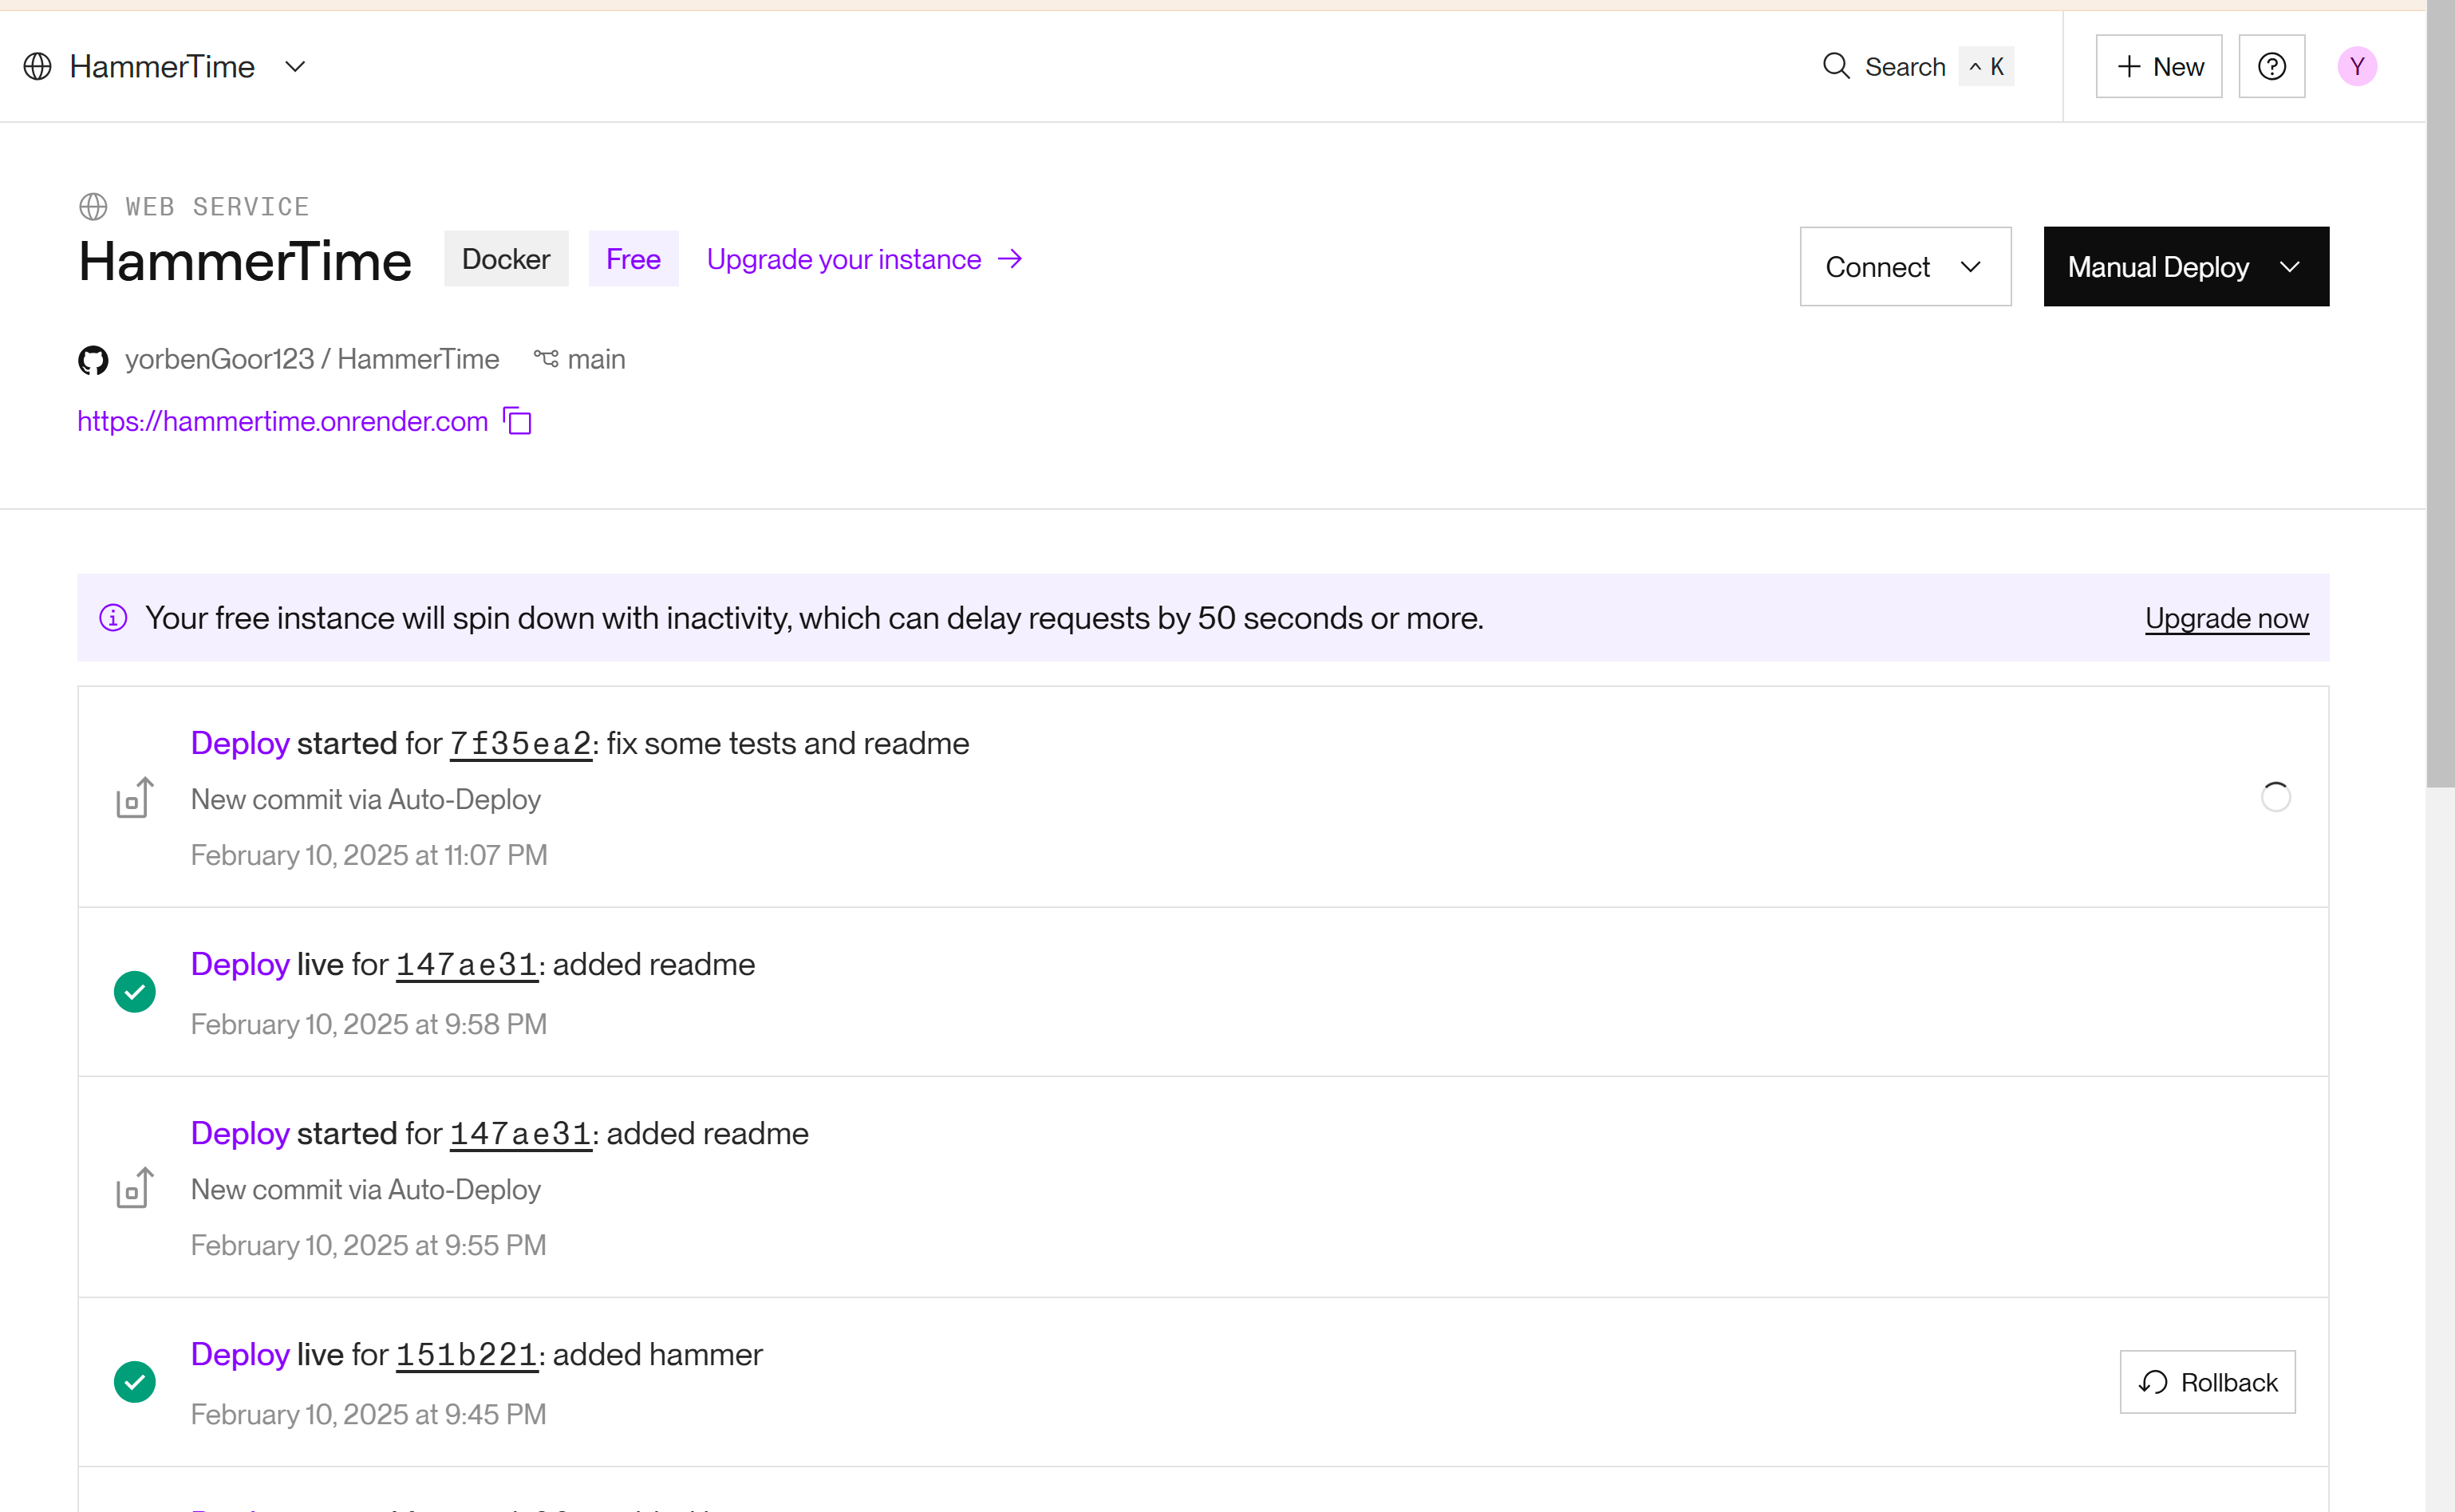 HammerTime
Search ^ K
+ New
Y
WEB SERVICE
HammerTime Docker Free Upgrade your instance →
Connect
Manual Deploy
yorbenGoor123 / HammerTime main
https://hammertime.onrender.com
Your free instance will spin down with inactivity, which can delay requests by 50 seconds or more.
Upgrade now
Deploy started for 7f35ea2: fix some tests and readme
New commit via Auto-Deploy
February 10, 2025 at 11:07 PM
Deploy live for 147ae31: added readme
February 10, 2025 at 9:58 PM
Deploy started for 147ae31: added readme
New commit via Auto-Deploy
February 10, 2025 at 9:55 PM
Deploy live for 151b221: added hammer
February 10, 2025 at 9:45 PM
Rollback